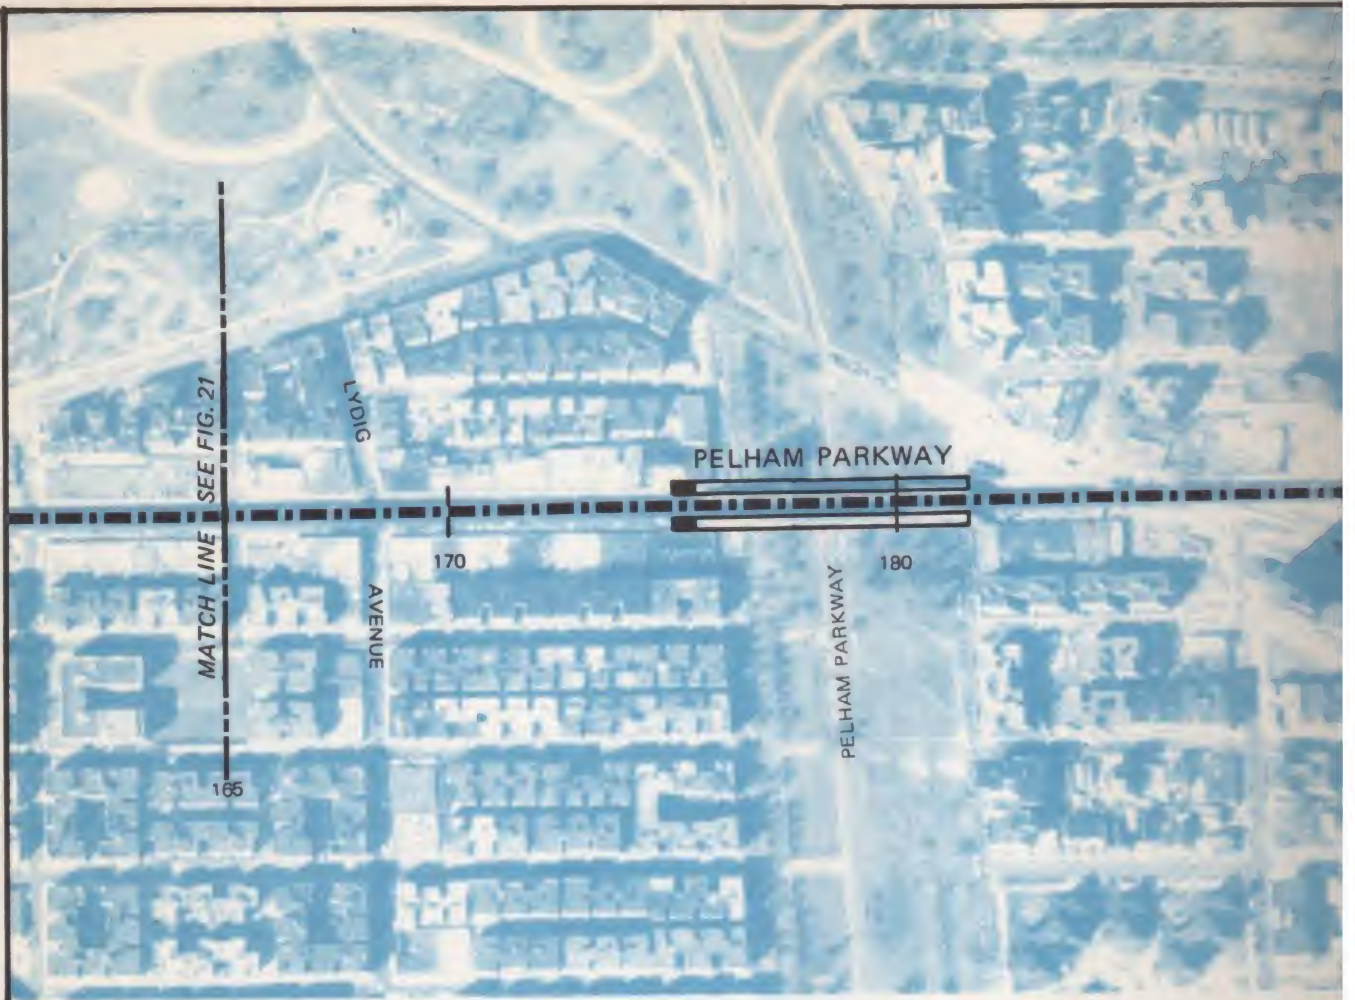 MATCH LINE SEE FIG. 21
LYDIG
AVENUE
PELHAM PARKWAY
170
180
PELHAM PARKWAY
165